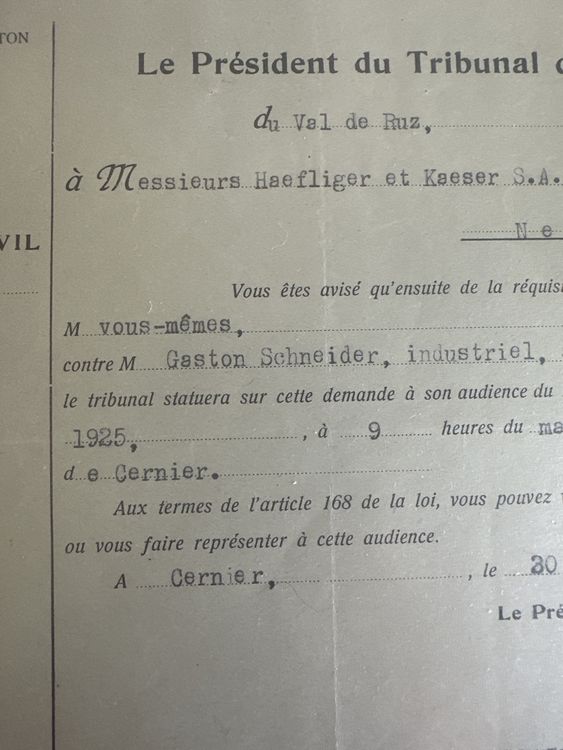 TON
Le Président du Tribunal
du Val de Ruz,
à Messieurs Haefliger et Kaeser S.A.
VIL
Vous êtes avisé qu'ensuite de la
M vous-mêmes,
contre M Gaston Schneider, industriel,
le tribunal statuera sur cette demande à son audience du
1925, , à 9 heures du
de Cernier.
Aux termes de l'article 168 de la loi, vous pouvez
ou vous faire représenter à cette audience.
A Cernier, , le 30
Le